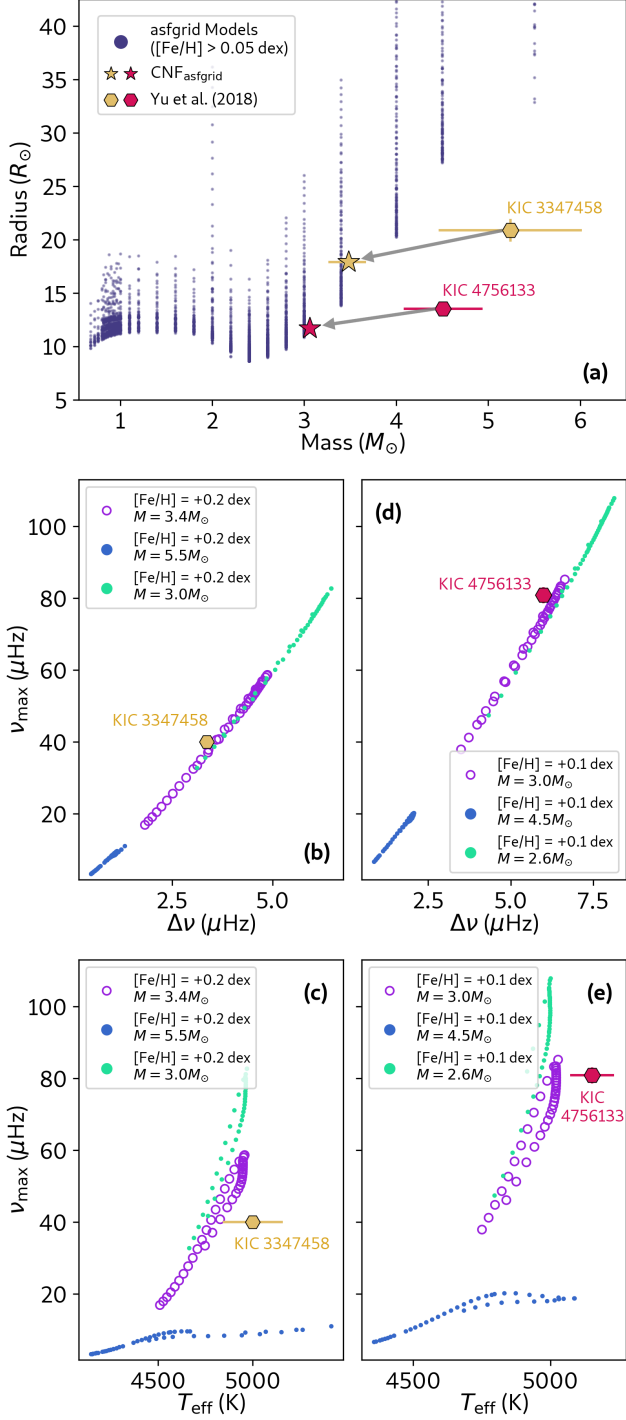 40
35
30
25
20
15
10
5
Radius (R⊙)
asfgrid Models
([Fe/H] > 0.05 dex)
CNFasfgrid
Yu et al. (2018)
KIC 3347458
KIC 4756133
(a)
1 2 3 4 5 6
Mass (M⊙)
100
80
60
40
20
νmax (μHz)
[Fe/H] = +0.2 dex
M = 3.4M⊙
[Fe/H] = +0.2 dex
M = 5.5M⊙
[Fe/H] = +0.2 dex
M = 3.0M⊙
KIC 3347458
(b)
2.5 5.0
Δν (μHz)
(d)
KIC 4756133
[Fe/H] = +0.1 dex
M = 3.0M⊙
[Fe/H] = +0.1 dex
M = 4.5M⊙
[Fe/H] = +0.1 dex
M = 2.6M⊙
2.5 5.0 7.5
Δν (μHz)
100
80
60
40
20
νmax (μHz)
[Fe/H] = +0.2 dex
M = 3.4M⊙
[Fe/H] = +0.2 dex
M = 5.5M⊙
[Fe/H] = +0.2 dex
M = 3.0M⊙
(c)
KIC 3347458
4500 5000
Teff (K)
[Fe/H] = +0.1 dex
M = 3.0M⊙
[Fe/H] = +0.1 dex
M = 4.5M⊙
[Fe/H] = +0.1 dex
M = 2.6M⊙
(e)
KIC
4756133
4500 5000
Teff (K)